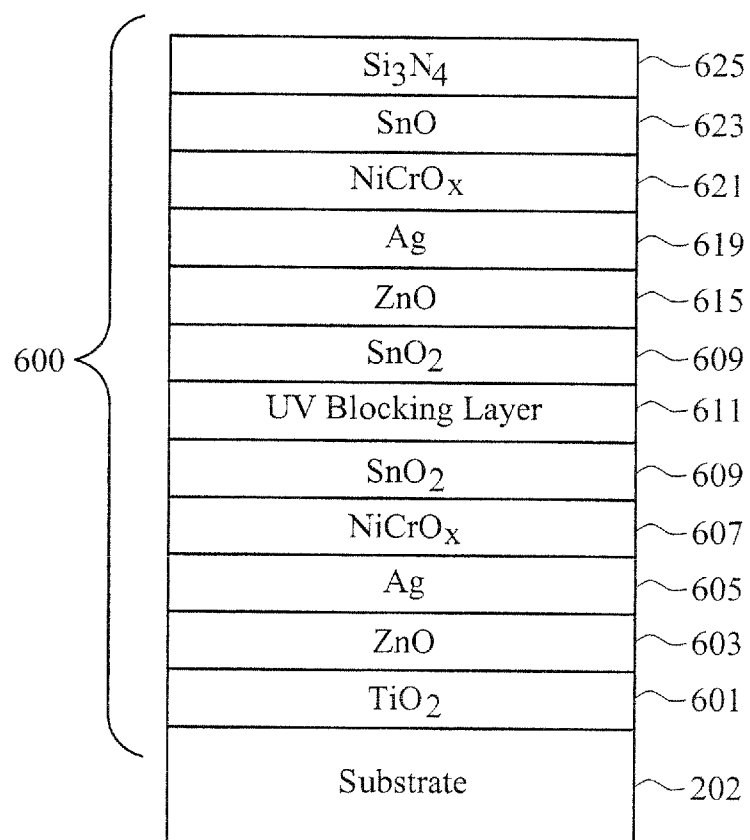 Si3N4 625
SnO 623
NiCrOx 621
Ag 619
ZnO 615
600
SnO2 609
UV Blocking Layer 611
SnO2 609
NiCrOx 607
Ag 605
ZnO 603
TiO2 601
Substrate 202